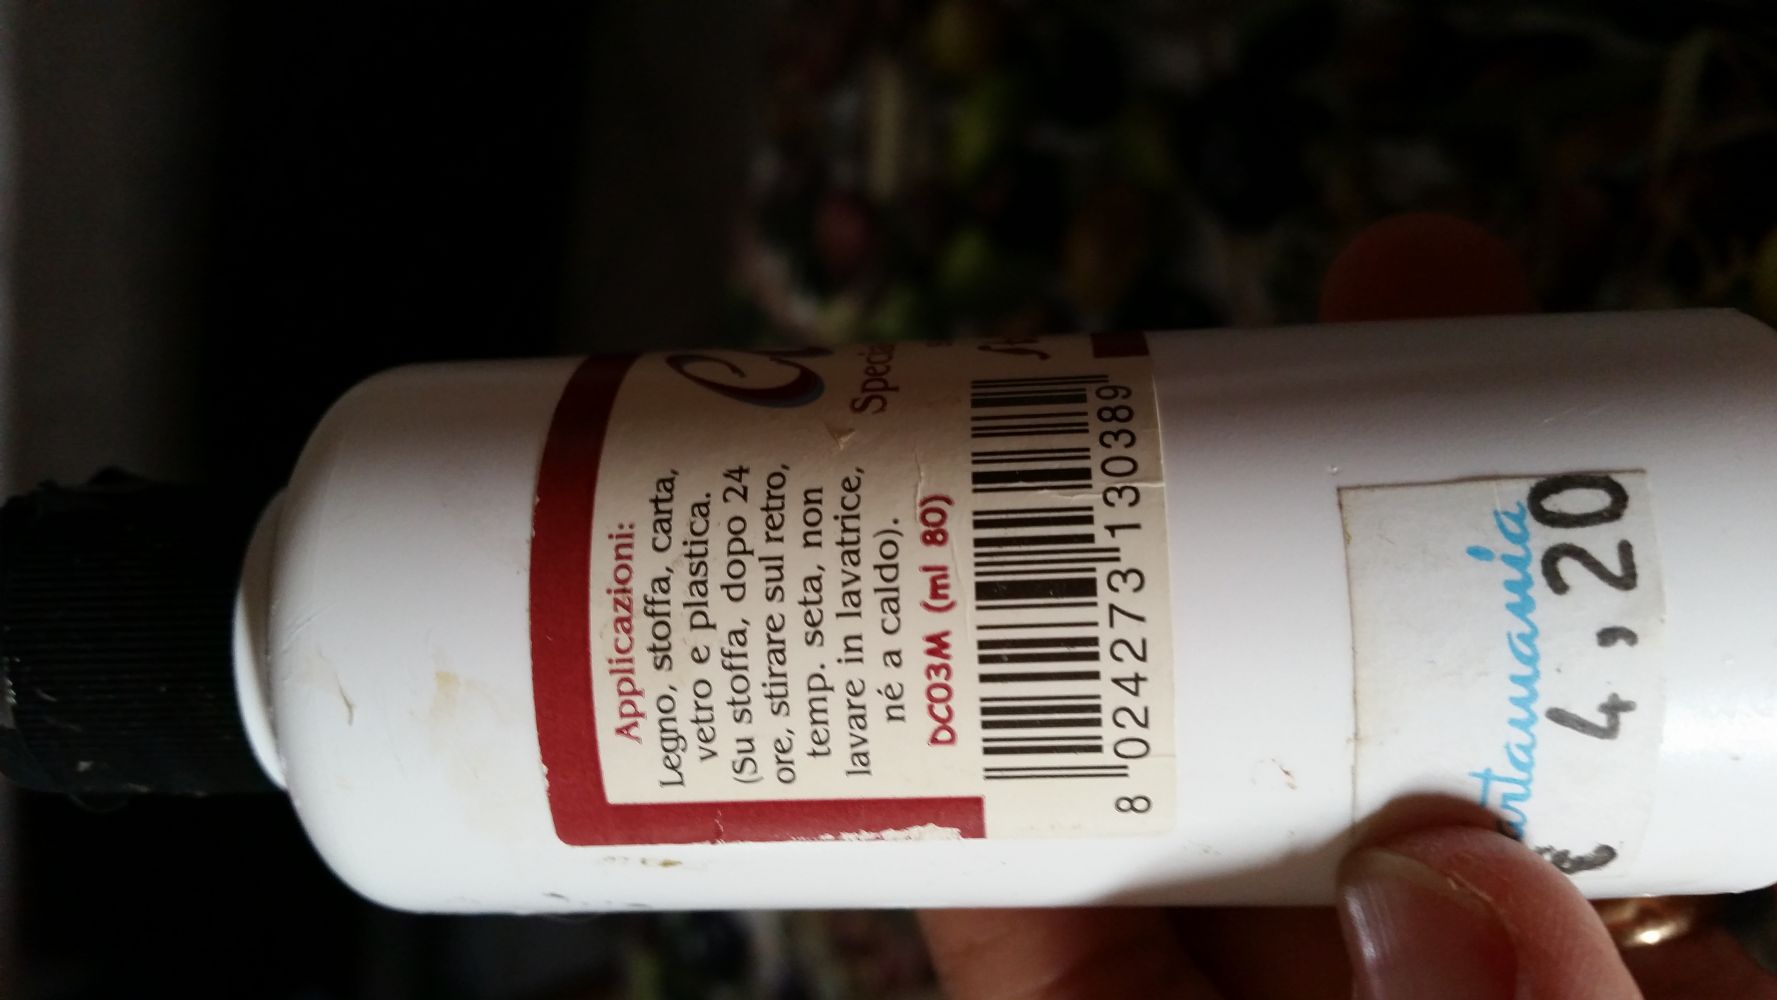 Applicazioni:
Legno, stoffa, carta,
vetro e plastica.
(Su stoffa, dopo 24
ore, stirare sul retro,
temp. seta, non
lavare in lavatrice,
né a caldo).
DC03M (ml 80)
8 024273 130389
4,20